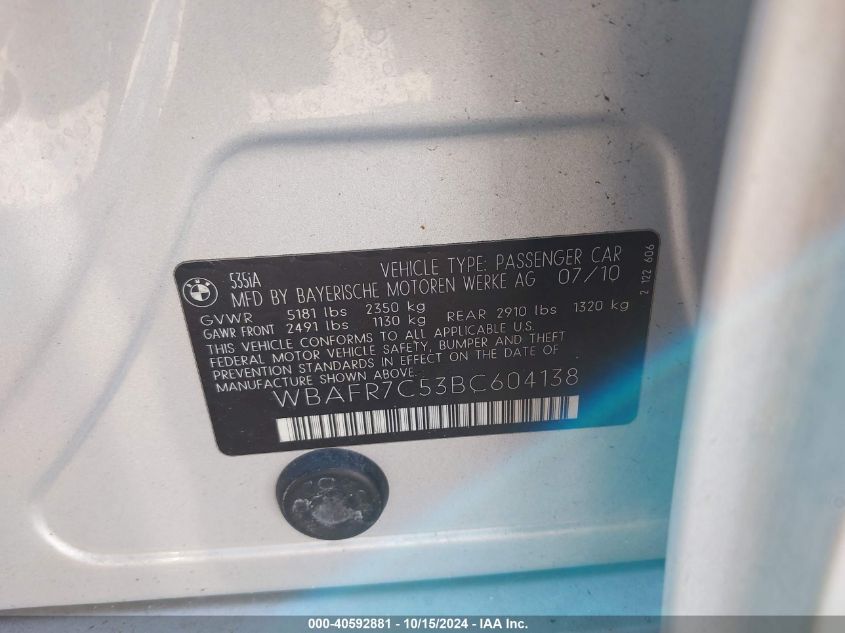 BMW
535iA VEHICLE TYPE: PASSENGER CAR
MFD BY BAYERISCHE MOTOREN WERKE AG 07/10
GVWR 5181 lbs 2350 kg
GAWR FRONT 2491 lbs 1130 kg REAR 2910 lbs 1320 kg
THIS VEHICLE CONFORMS TO ALL APPLICABLE U.S.
FEDERAL MOTOR VEHICLE SAFETY, BUMPER AND THEFT
PREVENTION STANDARDS IN EFFECT ON THE DATE OF
MANUFACTURE SHOWN ABOVE.
WBAFR7C53BC604138
2 122 606
000-40592881 - 10/15/2024 - IAA Inc.